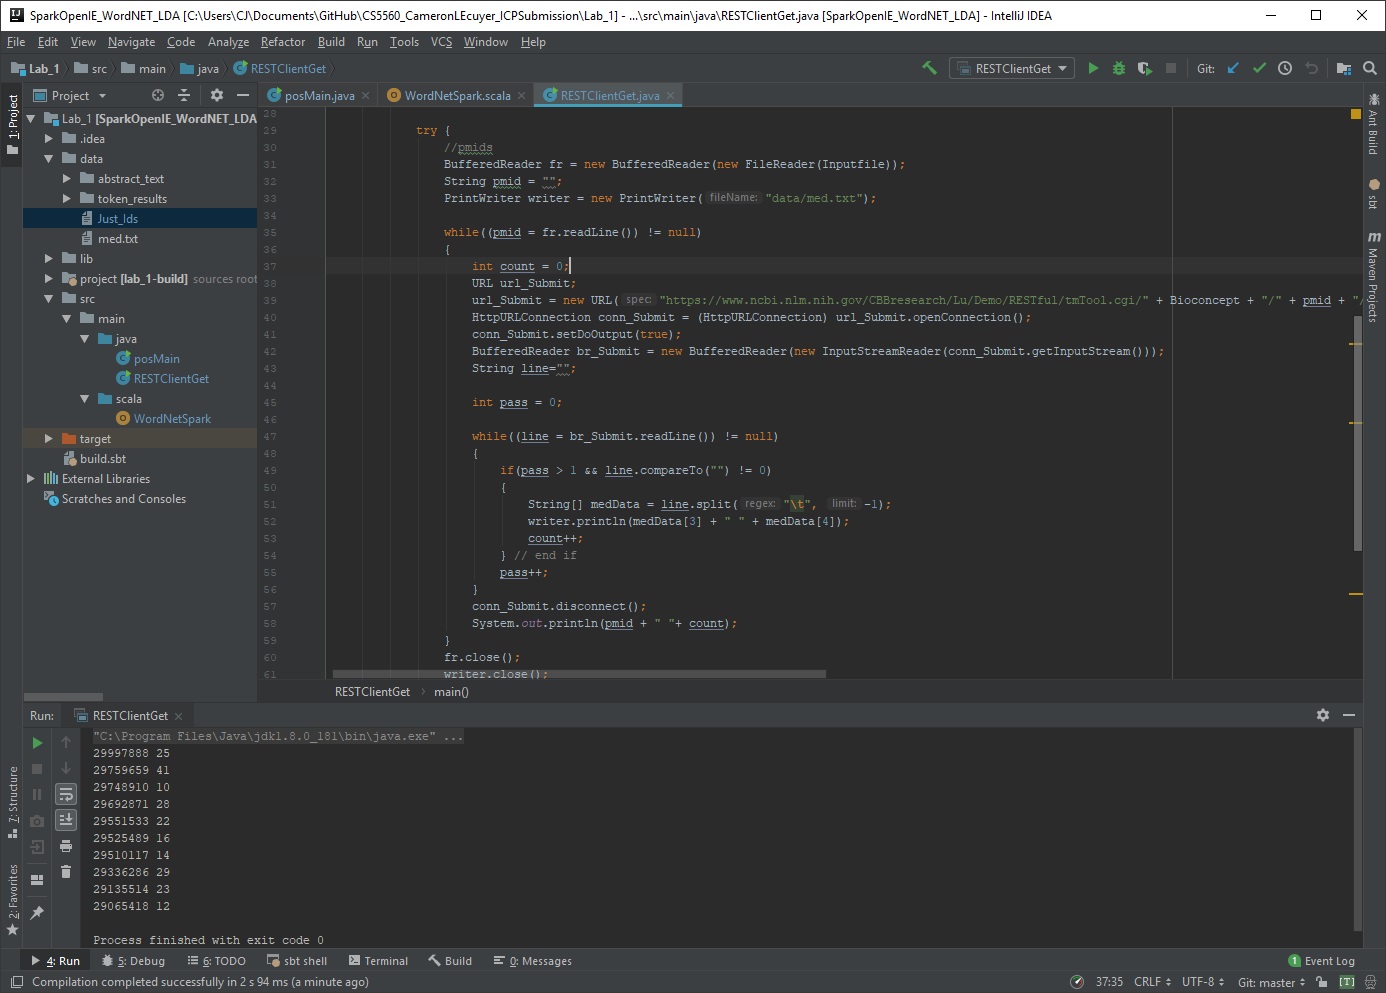 SparkOpenIE_WordNET_LDA [C:\Users\CJ\Documents\GitHub\CS5560_CameronLEcuyer_ICPSubmission\Lab_1] - ...\src\main\java\RESTClientGet.java [SparkOpenIE_WordNET_LDA] - IntelliJ IDEA
File Edit View Navigate Code Analyze Refactor Build Run Tools VCS Window Help
Lab_1 src main java RESTClientGet RESTClientGet Git:
Project posMain.java WordNetSpark.scala RESTClientGet.java
1: Project
Lab_1 [SparkOpenIE_WordNET_LDA
.idea
data
abstract_text
token_results
Just_Ids
med.txt
lib
project [lab_1-build] sources root
src
main
java
posMain
RESTClientGet
scala
WordNetSpark
target
build.sbt
External Libraries
Scratches and Consoles
28
29 try {
30 //pmids
31 BufferedReader fr = new BufferedReader(new FileReader(Inputfile));
32 String pmid = "";
33 PrintWriter writer = new PrintWriter( fileName: "data/med.txt");
34
35 while((pmid = fr.readLine()) != null)
36 {
37 int count = 0;
38 URL url_Submit;
39 url_Submit = new URL( spec: "https://www.ncbi.nlm.nih.gov/CBBresearch/Lu/Demo/RESTful/tmTool.cgi/" + Bioconcept + "/" + pmid + "/
40 HttpURLConnection conn_Submit = (HttpURLConnection) url_Submit.openConnection();
41 conn_Submit.setDoOutput(true);
42 BufferedReader br_Submit = new BufferedReader(new InputStreamReader(conn_Submit.getInputStream()));
43 String line="";
44
45 int pass = 0;
46
47 while((line = br_Submit.readLine()) != null)
48 {
49 if(pass > 1 && line.compareTo("") != 0)
50 {
51 String[] medData = line.split( regex: "\t", limit: -1);
52 writer.println(medData[3] + " " + medData[4]);
53 count++;
54 } // end if
55 pass++;
56 }
57 conn_Submit.disconnect();
58 System.out.println(pmid + " "+ count);
59 }
60 fr.close();
61 writer.close();
RESTClientGet main()
Ant Build
sbt
Maven Projects
Run: RESTClientGet
"C:\Program Files\Java\jdk1.8.0_181\bin\java.exe" ...
29997888 25
29759659 41
29748910 10
29692871 28
29551533 22
29525489 16
29510117 14
29336286 29
29135514 23
29065418 12
Process finished with exit code 0
7: Structure
2: Favorites
4: Run 5: Debug 6: TODO sbt shell Terminal Build 0: Messages 1 Event Log
Compilation completed successfully in 2 s 94 ms (a minute ago) 37:35 CRLF UTF-8 Git: master [T]